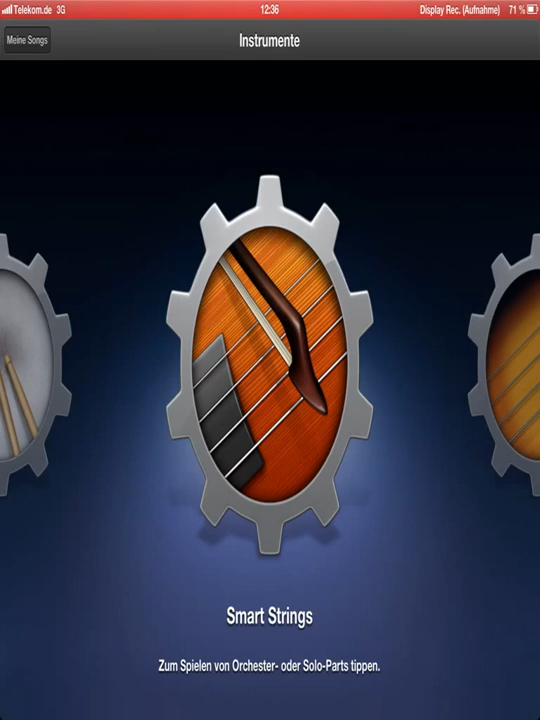 Telekom.de 3G 12:36 Display Rec. (Aufnahme) 71 %
Meine Songs Instrumente
Smart Strings
Zum Spielen von Orchester- oder Solo-Parts tippen.